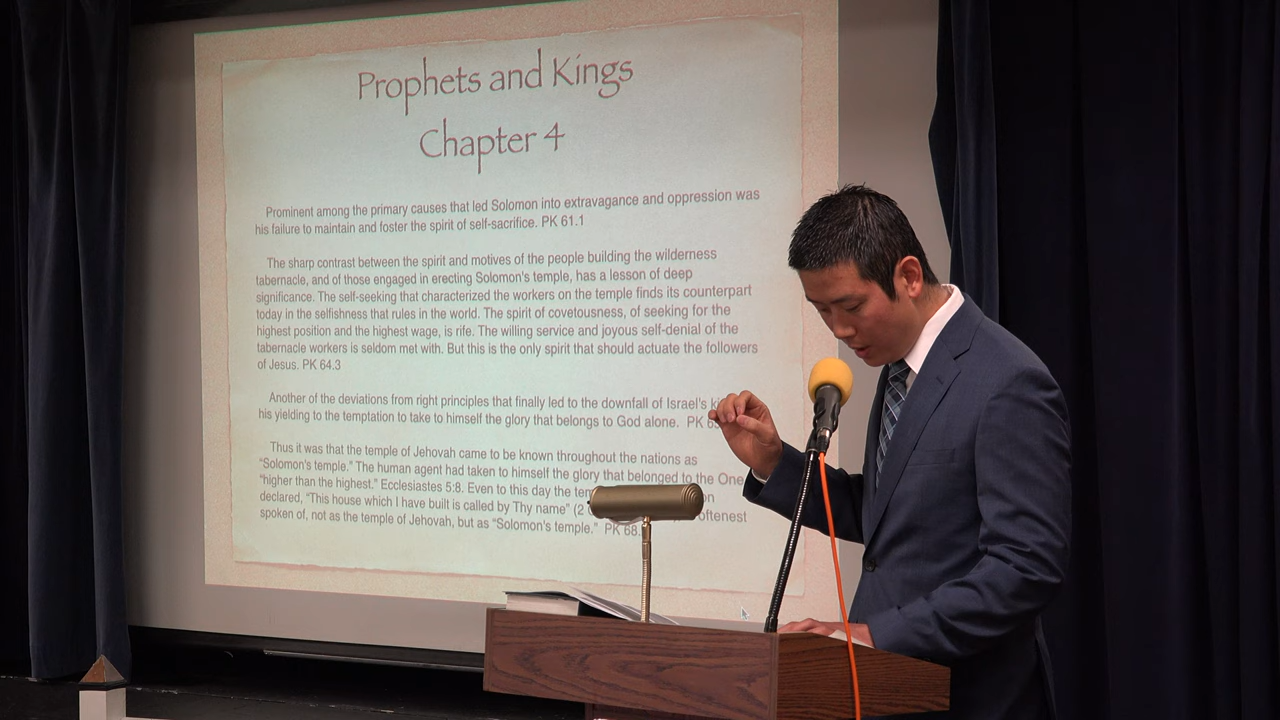 Prophets and Kings
Chapter 4
Prominent among the primary causes that led Solomon into extravagance and oppression was
his failure to maintain and foster the spirit of self-sacrifice. PK 61.1
The sharp contrast between the spirit and motives of the people building the wilderness
tabernacle, and of those engaged in erecting Solomon's temple, has a lesson of deep
significance. The self-seeking that characterized the workers on the temple finds its counterpart
today in the selfishness that rules in the world. The spirit of covetousness, of seeking for the
highest position and the highest wage, is rife. The willing service and joyous self-denial of the
tabernacle workers is seldom met with. But this is the only spirit that should actuate the followers
of Jesus. PK 64.3
Another of the deviations from right principles that finally led to the downfall of Israel's
his yielding to the temptation to take to himself the glory that belongs to God alone. PK
Thus it was that the temple of Jehovah came to be known throughout the nations as
“Solomon's temple.” The human agent had taken to himself the glory that belonged to the One
“higher than the highest.” Ecclesiastes 5:8. Even to this day the
declared, “This house which I have built is called by Thy name” (2 oftenest
spoken of, not as the temple of Jehovah, but as “Solomon's temple.” PK 68.